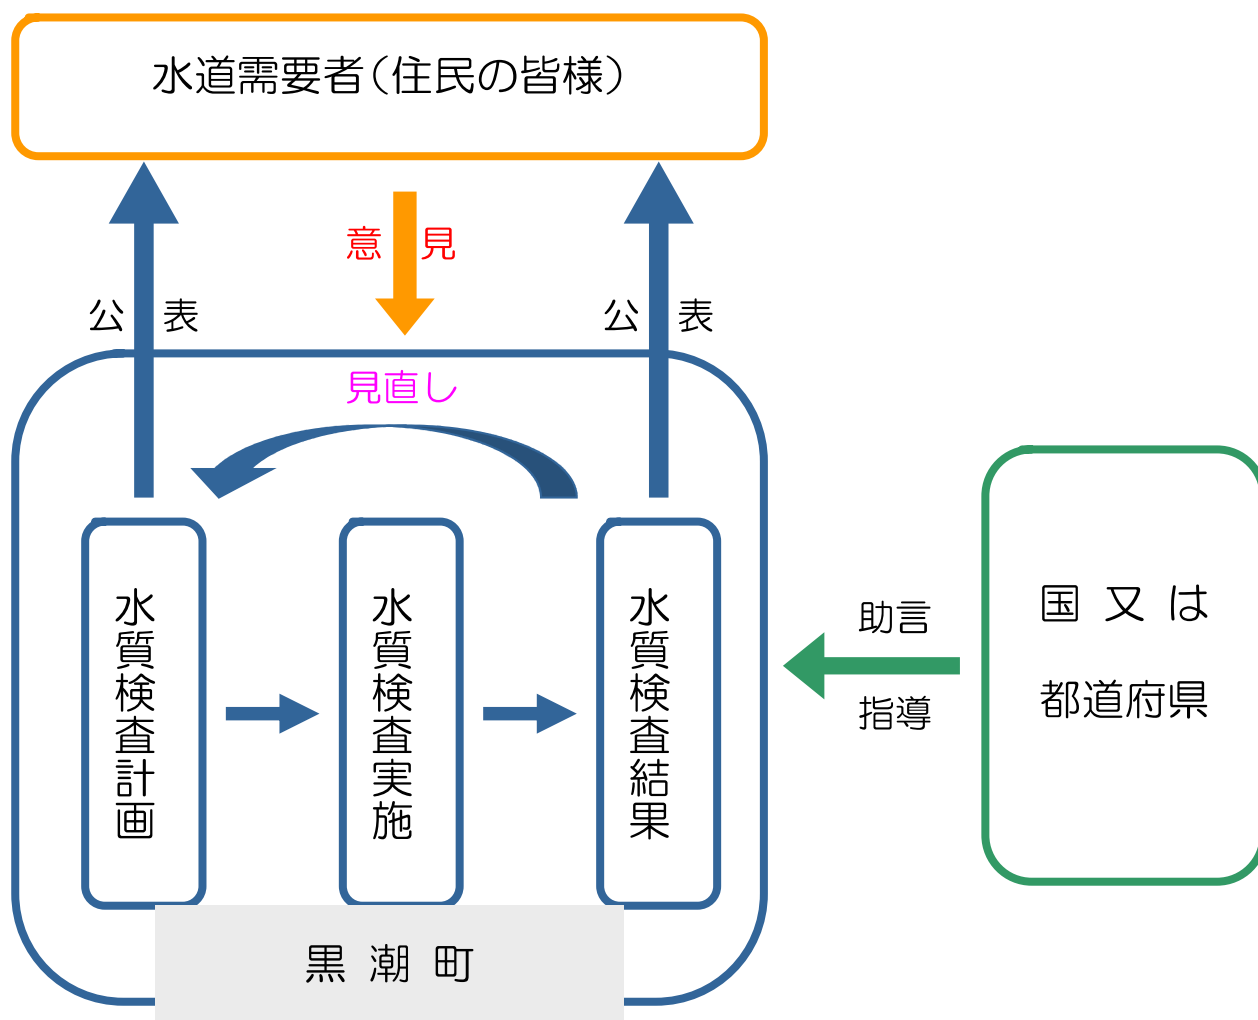 水道需要者（住民の皆様）
意見
公表
公表
見直し
水質検査計画
水質検査実施
水質検査結果
助言
指導
国又は
都道府県
黒潮町